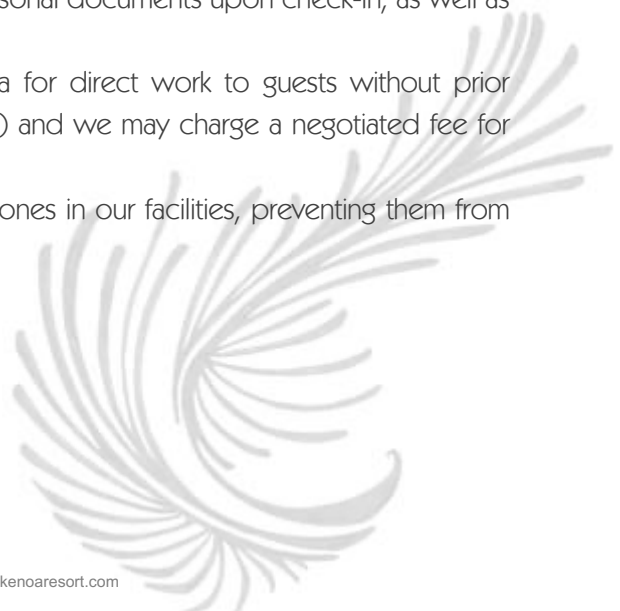 sonal documents upon check-in, as well as
a for direct work to guests without prior
) and we may charge a negotiated fee for
ones in our facilities, preventing them from
kenoaresort.com